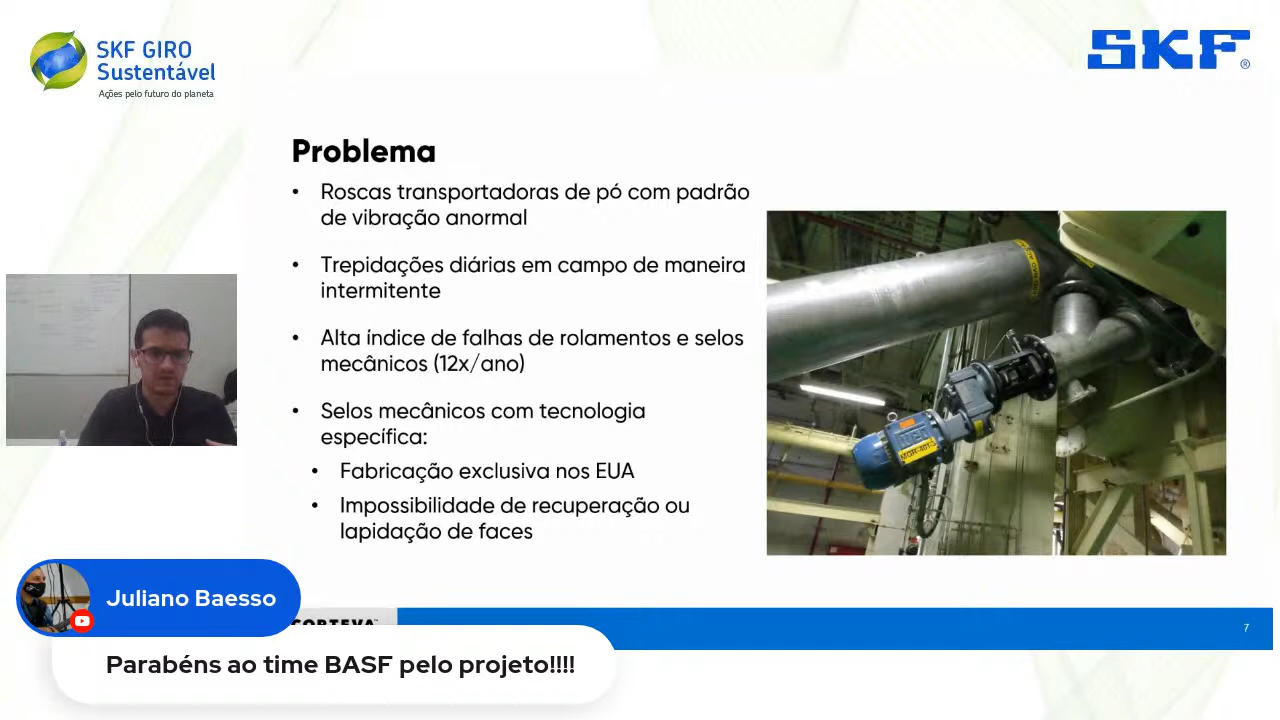 SKF GIRO
Sustentável
Ações pelo futuro do planeta
SKF
®
Problema
• Roscas transportadoras de pó com padrão
de vibração anormal
• Trepidações diárias em campo de maneira
intermitente
• Alta índice de falhas de rolamentos e selos
mecânicos (12x/ano)
• Selos mecânicos com tecnologia
específica:
• Fabricação exclusiva nos EUA
• Impossibilidade de recuperação ou
lapidação de faces
WEG
Juliano Baesso
CORTEVA™
7
Parabéns ao time BASF pelo projeto!!!!